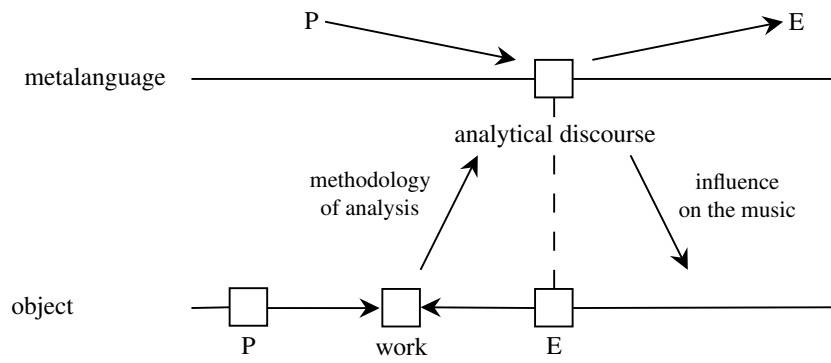 P
E
metalanguage
analytical discourse
methodology
of analysis
influence
on the music
object
P
work
E